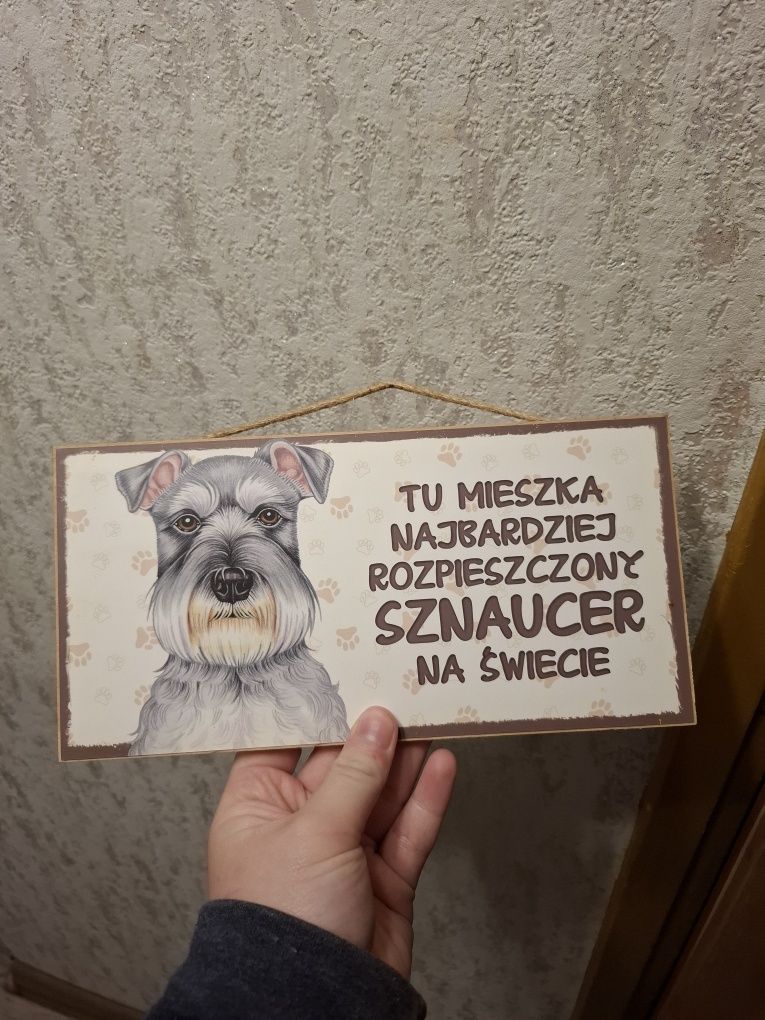 TU MIESZKA
NAJBARDZIEJ
ROZPIESZCZONY
SZNAUCER
NA ŚWIECIE